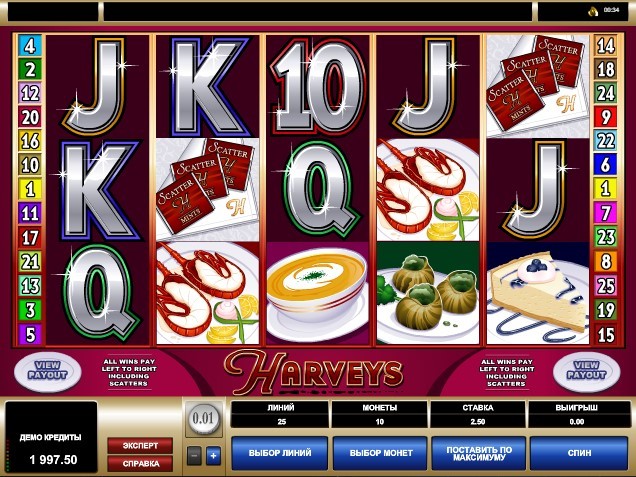 00:34
4
2
12
20
16
10
1
11
17
21
13
3
5
J
K
10
J
SCATTER
SCATTER
SCATTER
MINTS
H
K
SCATTER
SCATTER
SCATTER
MINTS
H
Q
J
Q
14
18
24
9
22
6
1
7
23
8
25
19
15
VIEW
PAYOUT
ALL WINS PAY
LEFT TO RIGHT
INCLUDING
SCATTERS
HARVEYS
ALL WINS PAY
LEFT TO RIGHT
INCLUDING
SCATTERS
VIEW
PAYOUT
ДЕМО КРЕДИТЫ
1 997.50
ЭКСПЕРТ
СПРАВКА
0.01
- +
ЛИНИЙ
25
МОНЕТЫ
10
СТАВКА
2.50
ВЫИГРЫШ
0.00
ВЫБОР ЛИНИЙ
ВЫБОР МОНЕТ
ПОСТАВИТЬ ПО
МАКСИМУМУ
СПИН